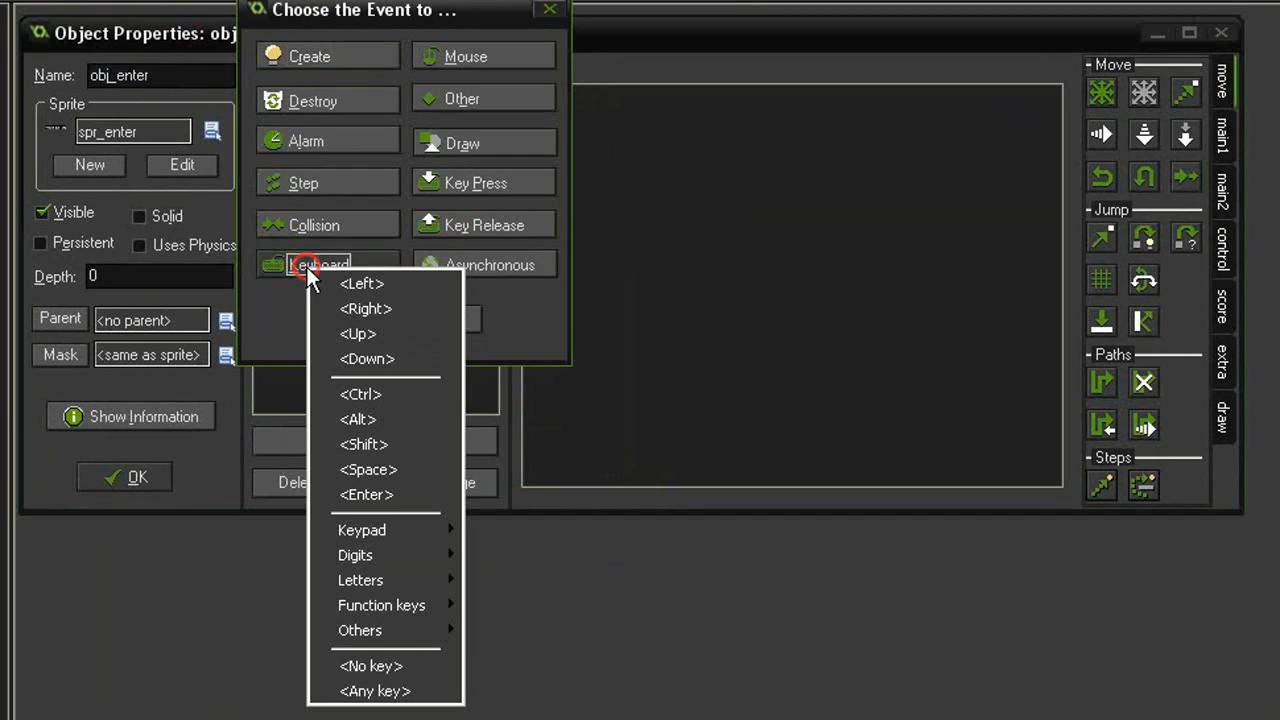 Choose the Event to ...
Object Properties: obj
Name: obj_enter
Sprite
spr_enter
New Edit
Visible Solid
Persistent Uses Physics
Depth: 0
Parent <no parent>
Mask <same as sprite>
Show Information
OK
Create Mouse
Destroy Other
Alarm Draw
Step Key Press
Collision Key Release
Keyboard Asynchronous
<Left>
<Right>
<Up>
<Down>
<Ctrl>
<Alt>
<Shift>
<Space>
<Enter>
Keypad
Digits
Letters
Function keys
Others
<No key>
<Any key>
Dele ge
Move
Jump
Paths
Steps
move
main1
main2
control
score
extra
draw